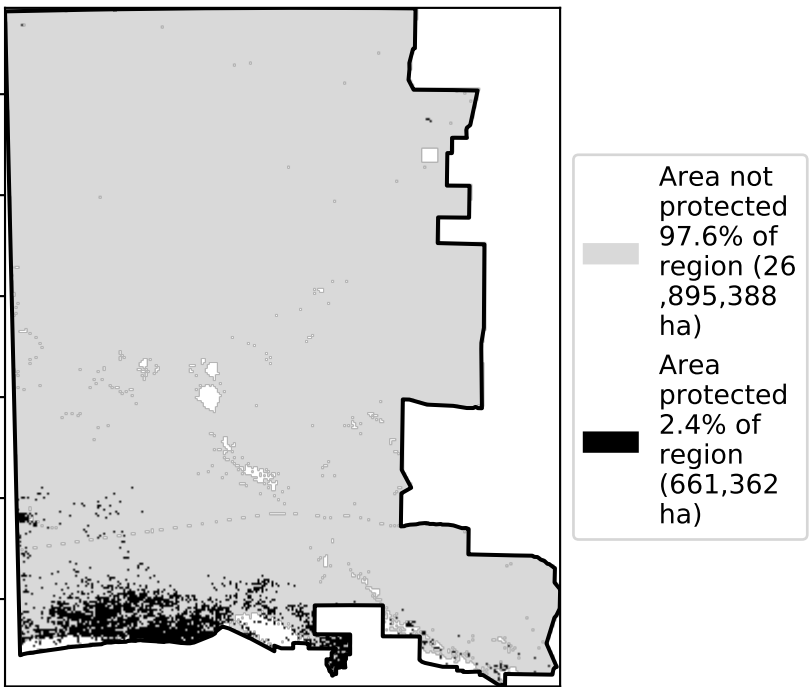 Area not
protected
97.6% of
region (26
,895,388
ha)
Area
protected
2.4% of
region
(661,362
ha)